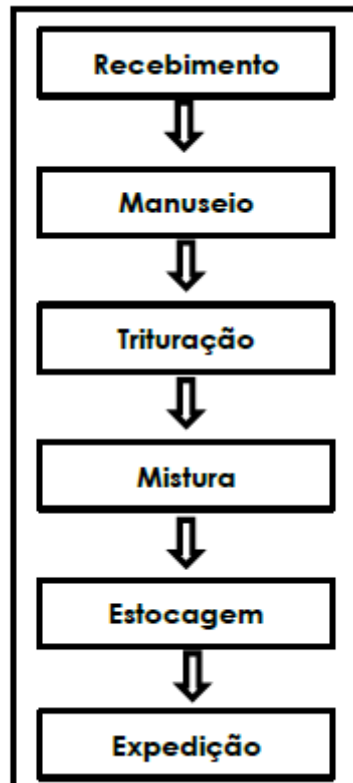 Recebimento
Manuseio
Trituração
Mistura
Estocagem
Expedição